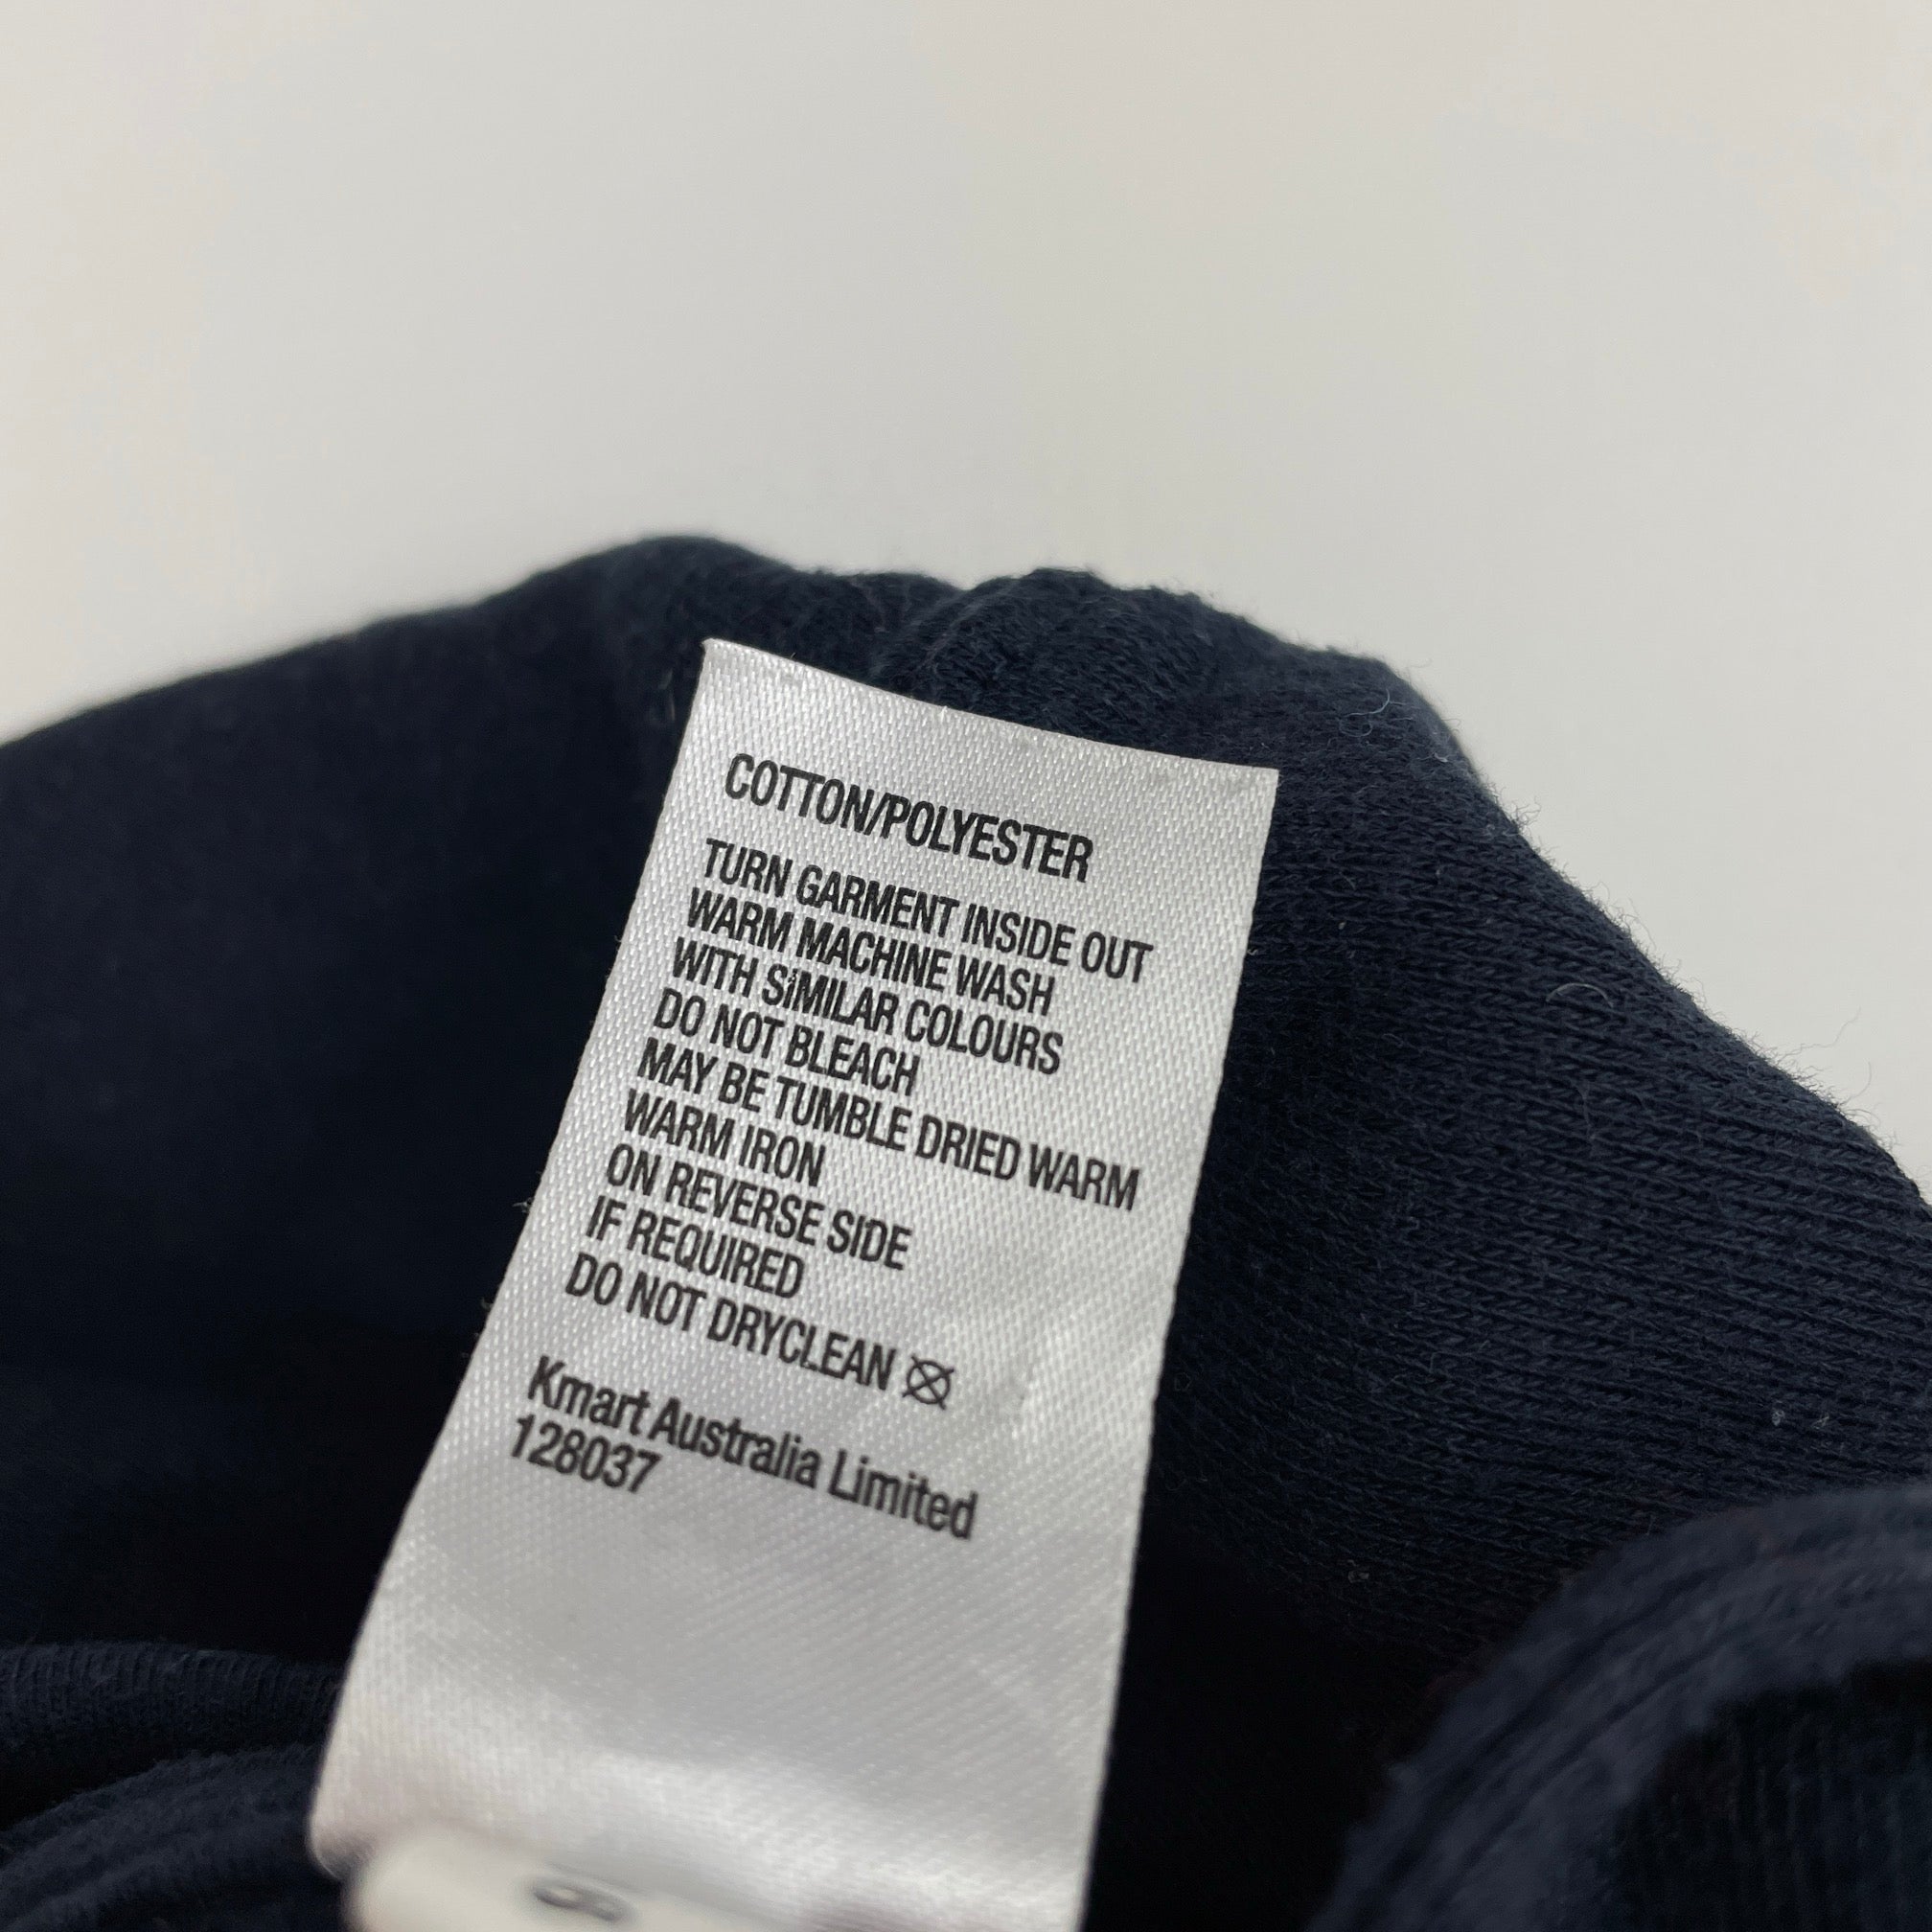 COTTON/POLYESTER
TURN GARMENT INSIDE OUT
WARM MACHINE WASH
WITH SIMILAR COLOURS
DO NOT BLEACH
MAY BE TUMBLE DRIED WARM
WARM IRON
ON REVERSE SIDE
IF REQUIRED
DO NOT DRYCLEAN
Kmart Australia Limited
128037